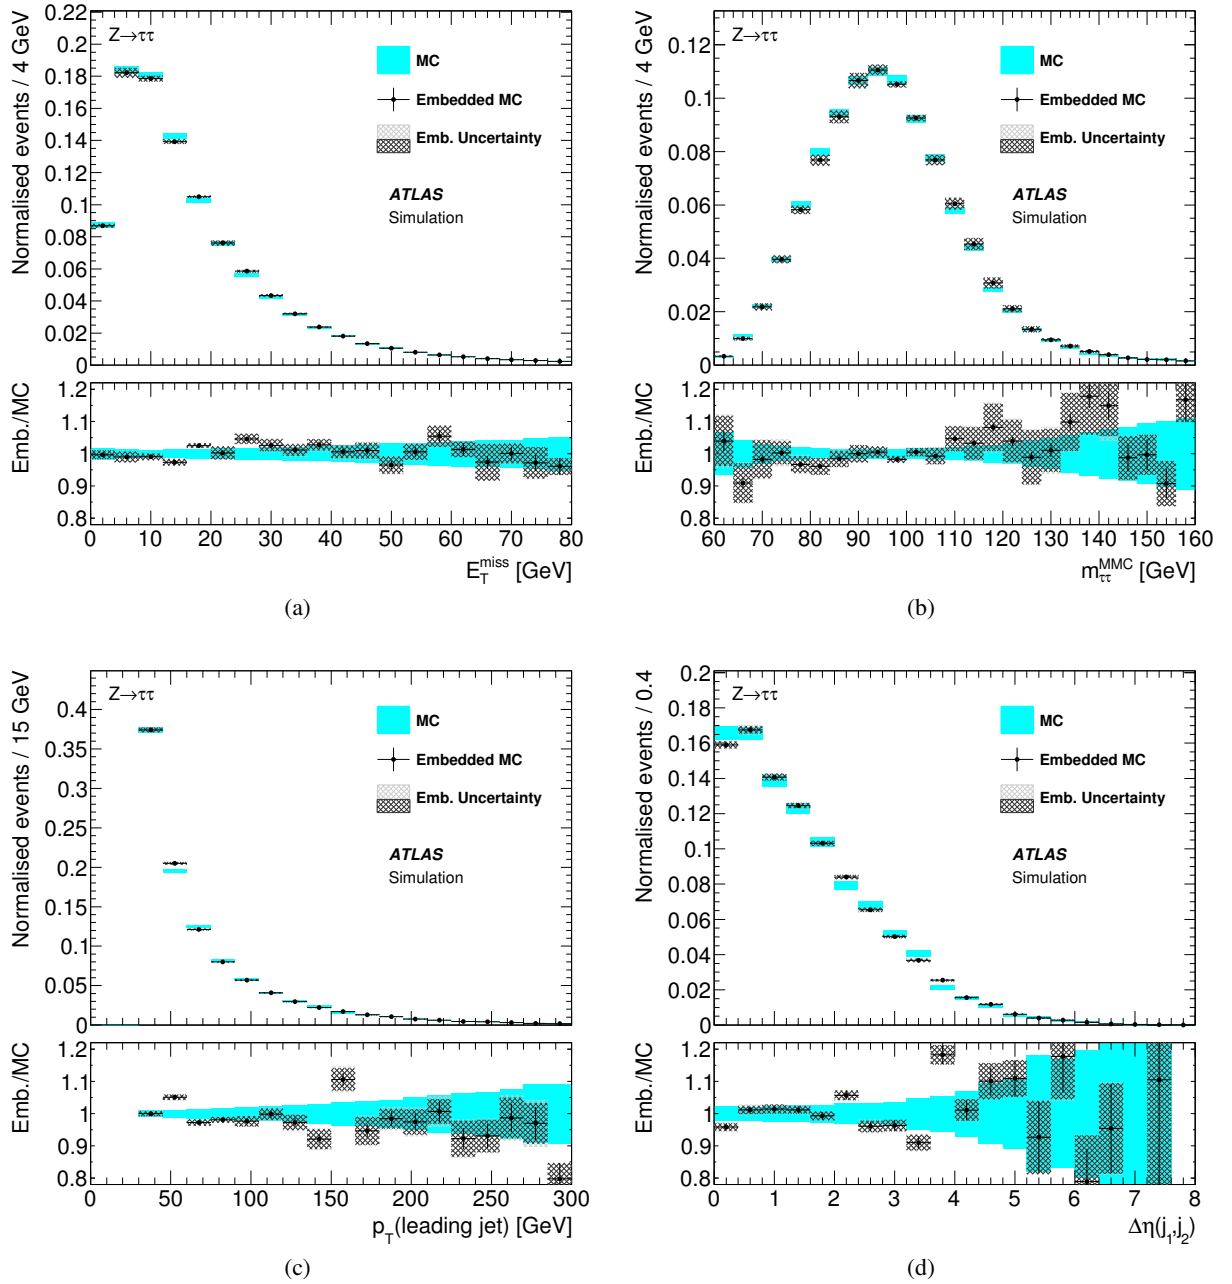 Normalised events / 4 GeV
0.22
0.2
0.18
0.16
0.14
0.12
0.1
0.08
0.06
0.04
0.02
0
Z→ττ
MC
Embedded MC
Emb. Uncertainty
ATLAS
Simulation
Emb./MC
1.2
1.1
1
0.9
0.8
0 10 20 30 40 50 60 70 80
E_T^miss [GeV]
(a)
Normalised events / 4 GeV
0.12
0.1
0.08
0.06
0.04
0.02
0
Z→ττ
MC
Embedded MC
Emb. Uncertainty
ATLAS
Simulation
Emb./MC
1.2
1.1
1
0.9
0.8
60 70 80 90 100 110 120 130 140 150 160
m_ττ^MMC [GeV]
(b)
Normalised events / 15 GeV
0.4
0.35
0.3
0.25
0.2
0.15
0.1
0.05
0
Z→ττ
MC
Embedded MC
Emb. Uncertainty
ATLAS
Simulation
Emb./MC
1.2
1.1
1
0.9
0.8
0 50 100 150 200 250 300
p_T(leading jet) [GeV]
(c)
Normalised events / 0.4
0.2
0.18
0.16
0.14
0.12
0.1
0.08
0.06
0.04
0.02
0
Z→ττ
MC
Embedded MC
Emb. Uncertainty
ATLAS
Simulation
Emb./MC
1.2
1.1
1
0.9
0.8
0 1 2 3 4 5 6 7 8
Δη(j_1,j_2)
(d)